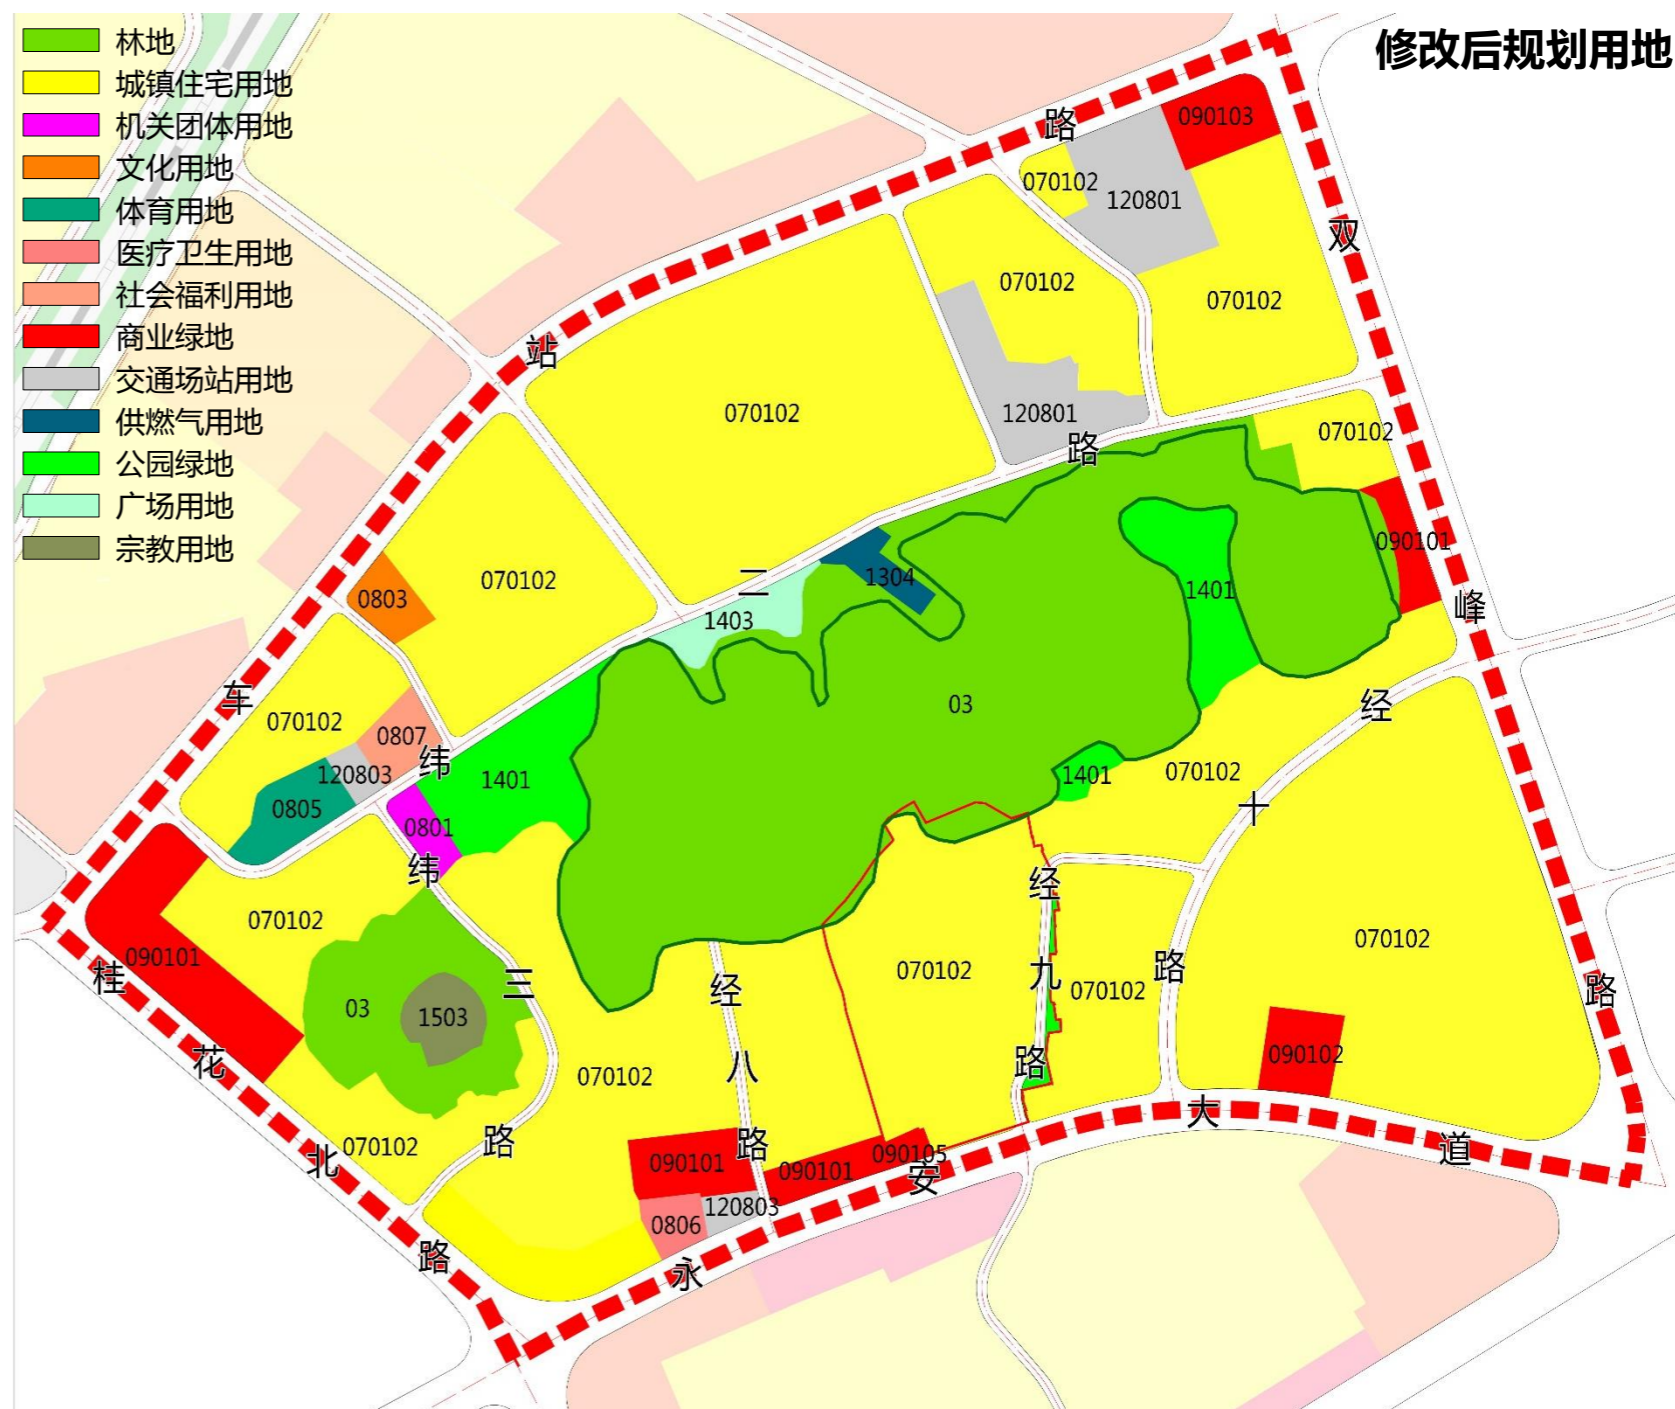 修改后规划用地
林地
城镇住宅用地
机关团体用地
文化用地
体育用地
医疗卫生用地
社会福利用地
商业绿地
交通场站用地
供燃气用地
公园绿地
广场用地
宗教用地
路
090103
070102
120801
双
070102
070102
站
070102
120801
路
070102
090101
070102
二
1304
1401
0803
1403
峰
车
070102
0807
03
经
纬
120803
1401
1401
070102
0805
十
0801
纬
经
070102
090101
070102
070102
桂
三
经
九
070102
路
路
03
1503
花
070102
八
路
090102
大
070102
路
路
道
北
090101
090101
090105
安
0806
120803
路
永